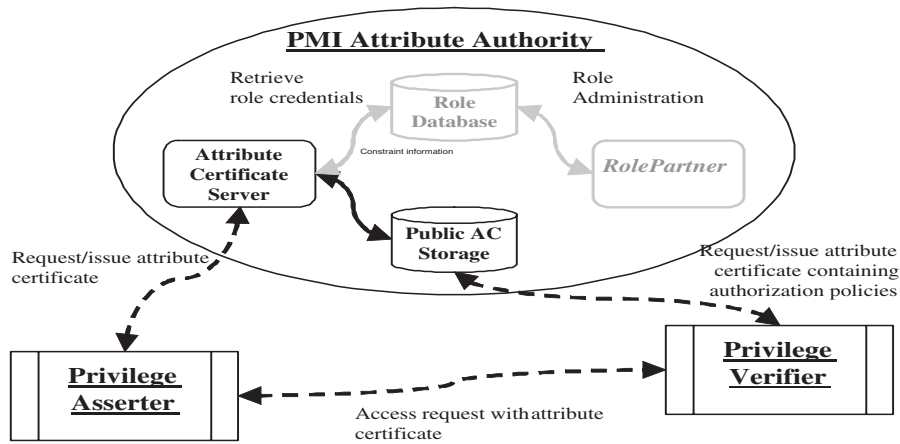 PMI Attribute Authority
Retrieve
role credentials
Role
Database
Role
Administration
Constraint information
Attribute
Certificate
Server
RolePartner
Public AC
Storage
Request/issue attribute
certificate
Request/issue attribute
certificate containing
authorization policies
Privilege
Asserter
Privilege
Verifier
Access request with attribute
certificate